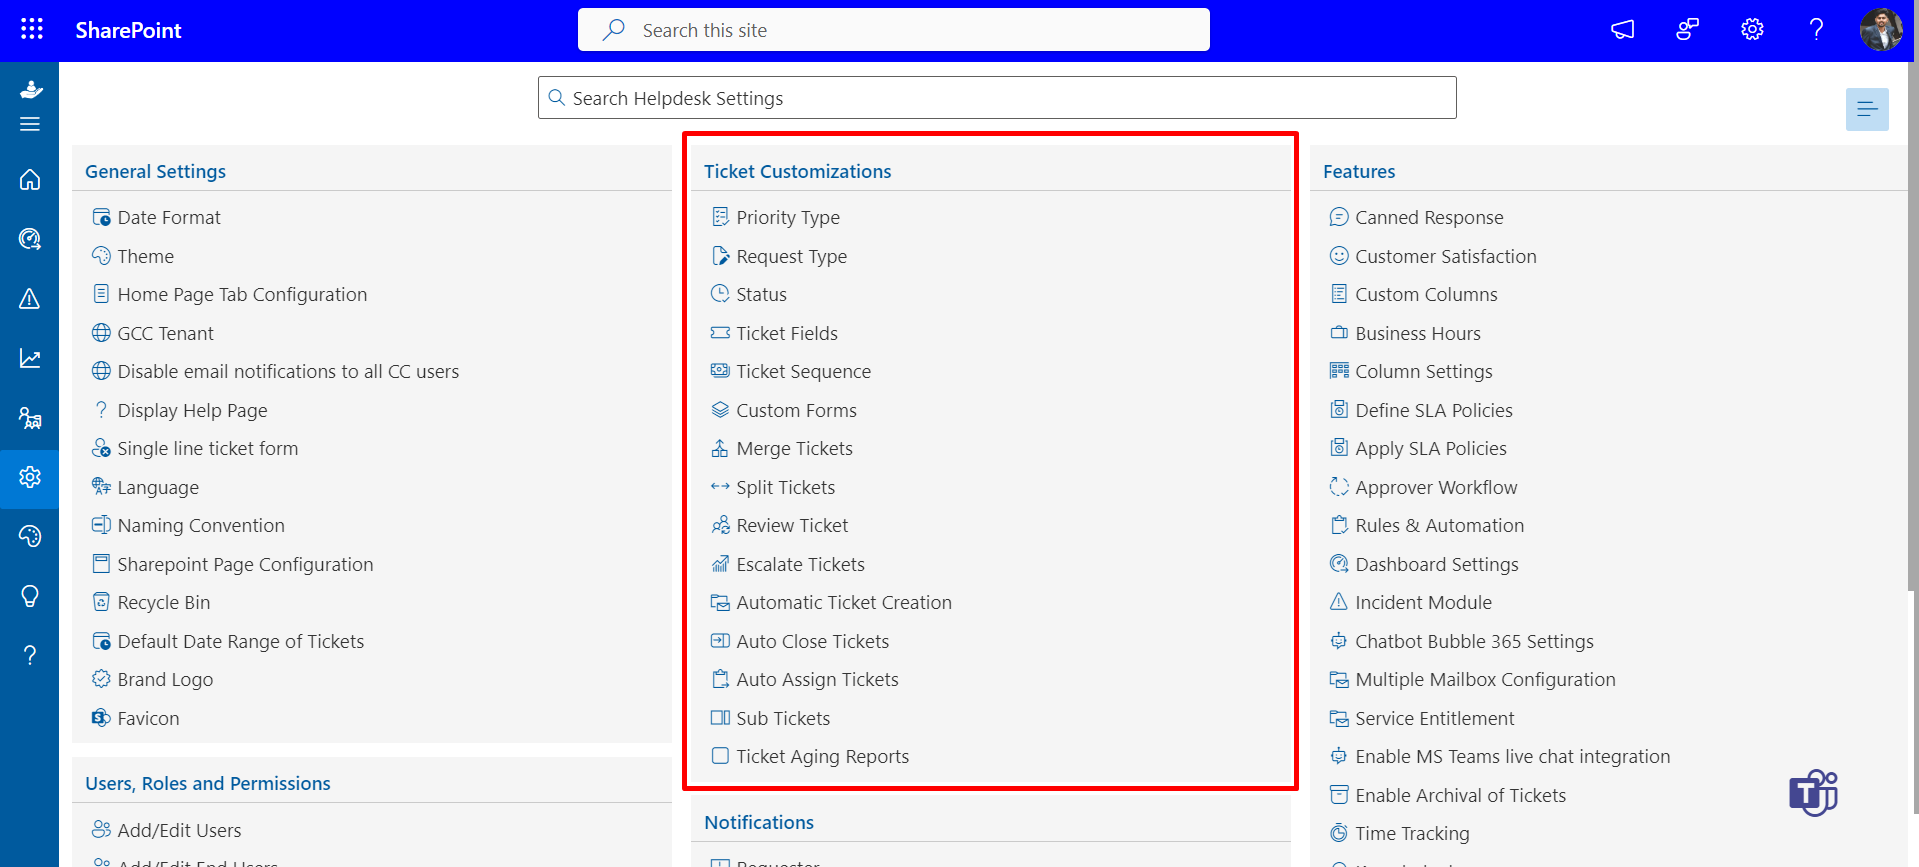 SharePoint
Search this site
Search Helpdesk Settings
General Settings
Date Format
Theme
Home Page Tab Configuration
GCC Tenant
Disable email notifications to all CC users
Display Help Page
Single line ticket form
Language
Naming Convention
Sharepoint Page Configuration
Recycle Bin
Default Date Range of Tickets
Brand Logo
Favicon
Users, Roles and Permissions
Add/Edit Users
Add/Edit End Users
Ticket Customizations
Priority Type
Request Type
Status
Ticket Fields
Ticket Sequence
Custom Forms
Merge Tickets
Split Tickets
Review Ticket
Escalate Tickets
Automatic Ticket Creation
Auto Close Tickets
Auto Assign Tickets
Sub Tickets
Ticket Aging Reports
Notifications
Requester
Features
Canned Response
Customer Satisfaction
Custom Columns
Business Hours
Column Settings
Define SLA Policies
Apply SLA Policies
Approver Workflow
Rules & Automation
Dashboard Settings
Incident Module
Chatbot Bubble 365 Settings
Multiple Mailbox Configuration
Service Entitlement
Enable MS Teams live chat integration
Enable Archival of Tickets
Time Tracking